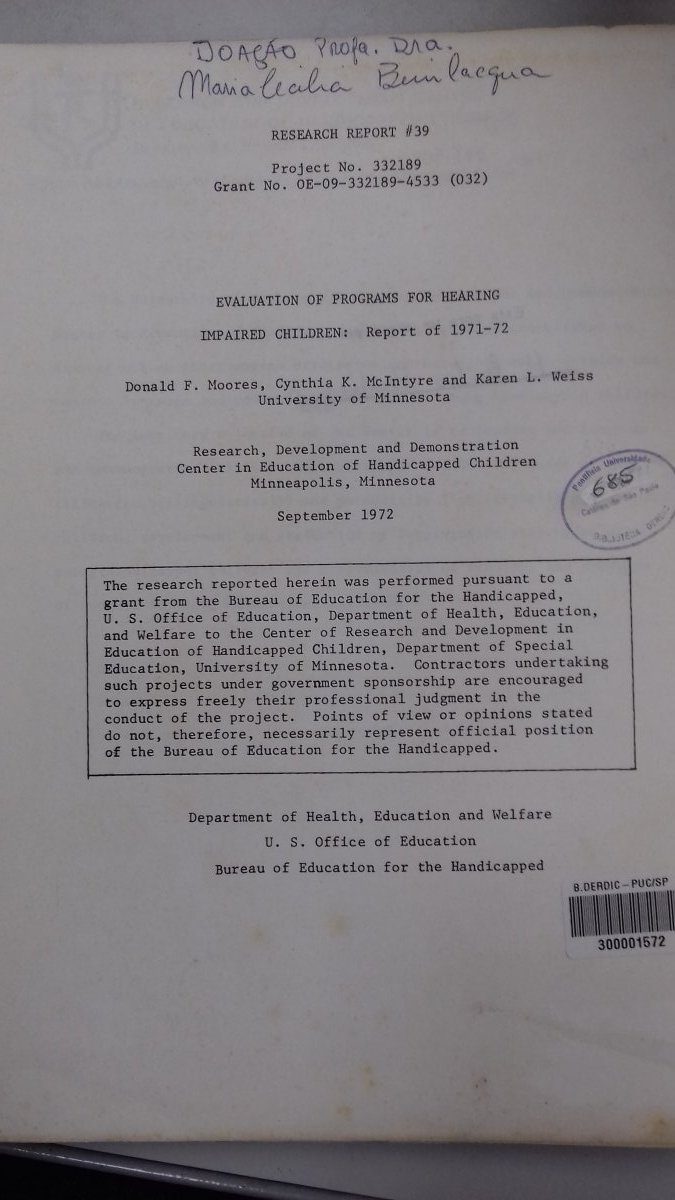 DOAÇÃO Profa. Dra.
Maria Cecilia Bevilacqua
RESEARCH REPORT #39
Project No. 332189
Grant No. OE-09-332189-4533 (032)
EVALUATION OF PROGRAMS FOR HEARING
IMPAIRED CHILDREN: Report of 1971-72
Donald F. Moores, Cynthia K. McIntyre and Karen L. Weiss
University of Minnesota
Research, Development and Demonstration
Center in Education of Handicapped Children
Minneapolis, Minnesota
Pontifícia Universidade
685
Católica de São Paulo
BIBLIOTECA DERDIC
September 1972
The research reported herein was performed pursuant to a
grant from the Bureau of Education for the Handicapped,
U. S. Office of Education, Department of Health, Education,
and Welfare to the Center of Research and Development in
Education of Handicapped Children, Department of Special
Education, University of Minnesota. Contractors undertaking
such projects under government sponsorship are encouraged
to express freely their professional judgment in the
conduct of the project. Points of view or opinions stated
do not, therefore, necessarily represent official position
of the Bureau of Education for the Handicapped.
Department of Health, Education and Welfare
U. S. Office of Education
Bureau of Education for the Handicapped
B.DERDIC - PUC/SP
300001572